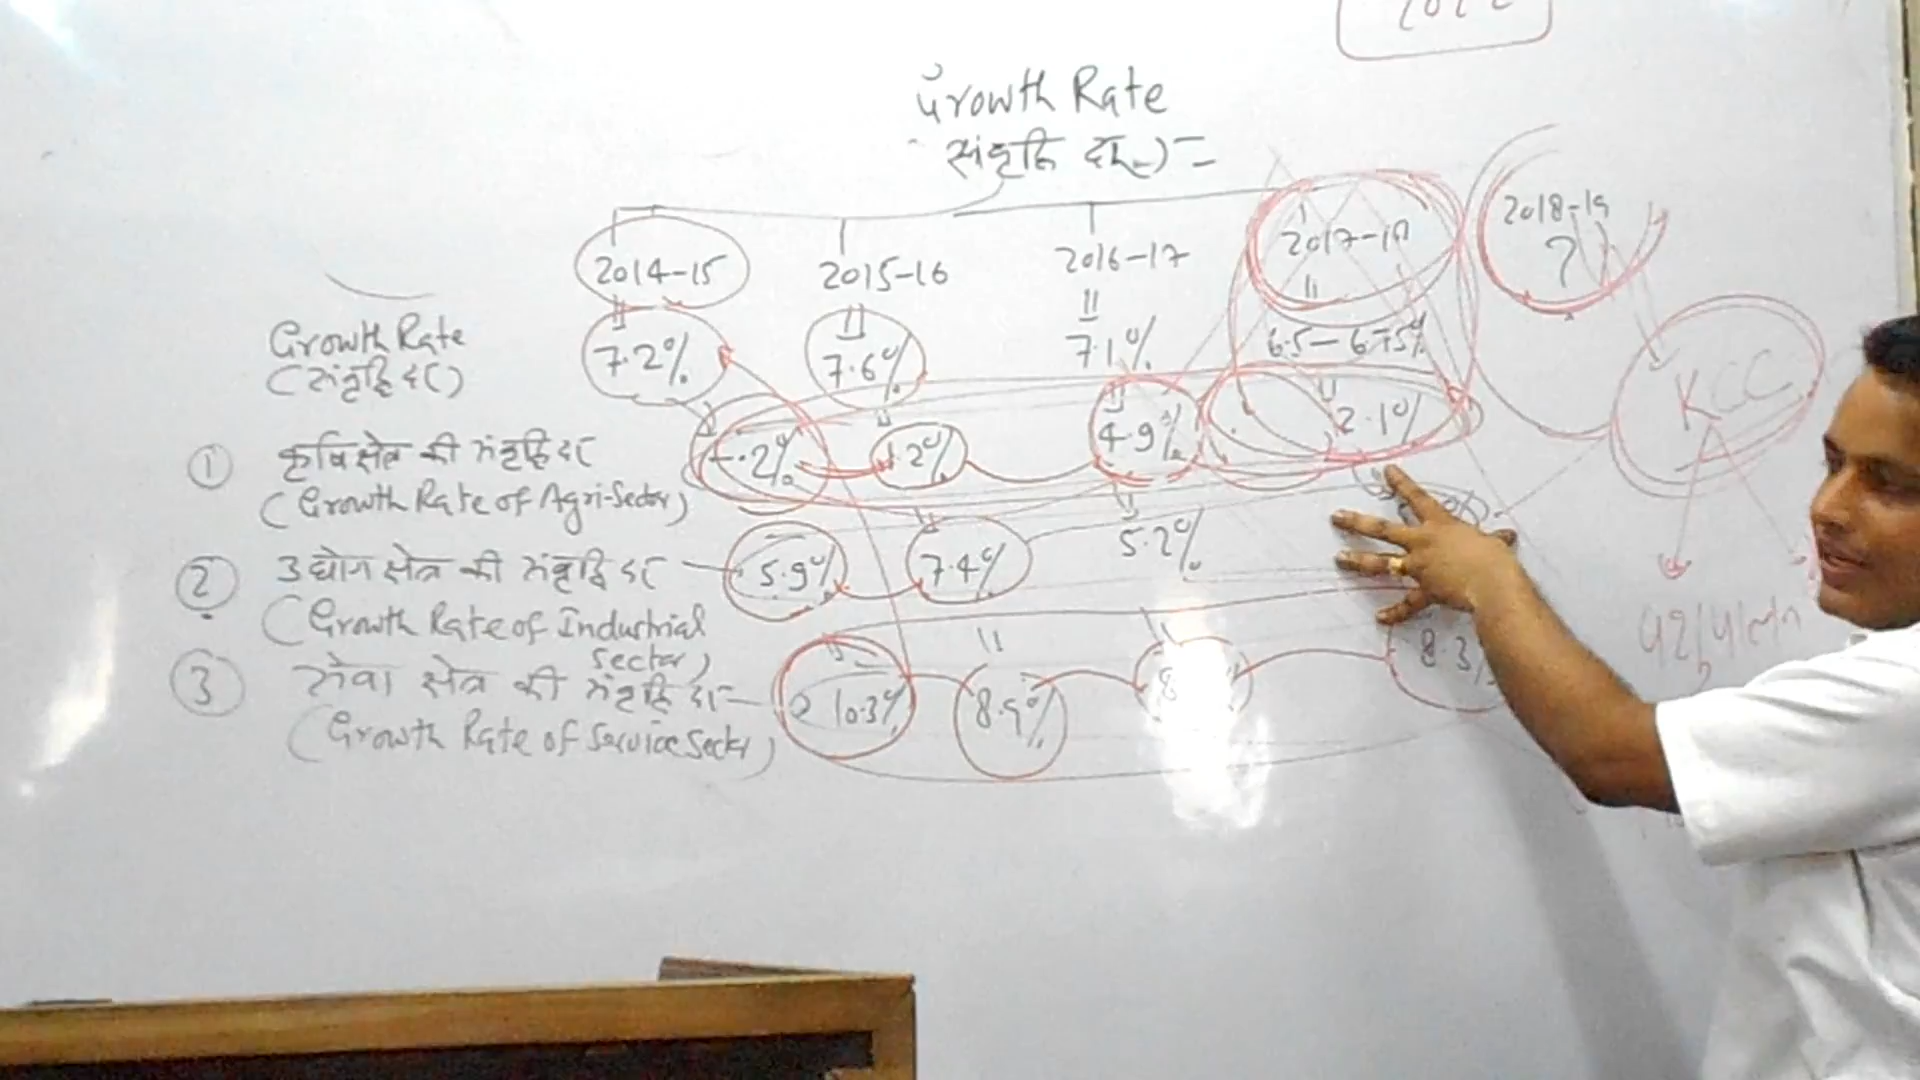 Growth Rate
संवृद्धि दर) =
2014-15 2015-16 2016-17 2017-18 2018-19
?
Growth Rate
(संवृद्धि दर)
7.2% 7.6% 7.1% 6.5 - 6.75%
① कृषि क्षेत्र की संवृद्धि दर
(Growth Rate of Agri-Sector)
-.2% 1.2% 4.9% 2.1%
② उद्योग क्षेत्र की संवृद्धि दर
(Growth Rate of Industrial
Sector)
5.9% 7.4% 5.2%
③ सेवा क्षेत्र की संवृद्धि दर
(Growth Rate of Service Sector)
10.3% 8.9% 8 8.3
KCC